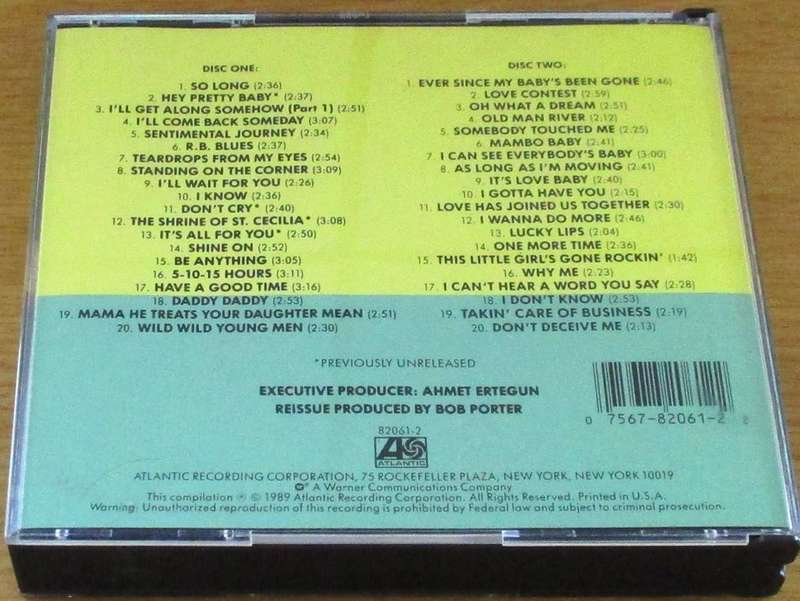 DISC ONE:
1. SO LONG (2:36)
2. HEY PRETTY BABY* (2:37)
3. I'LL GET ALONG SOMEHOW (Part 1) (2:51)
4. I'LL COME BACK SOMEDAY (3:07)
5. SENTIMENTAL JOURNEY (2:34)
6. R.B. BLUES (2:37)
7. TEARDROPS FROM MY EYES (2:54)
8. STANDING ON THE CORNER (3:09)
9. I'LL WAIT FOR YOU (2:26)
10. I KNOW (2:36)
11. DON'T CRY* (2:40)
12. THE SHRINE OF ST. CECILIA* (3:08)
13. IT'S ALL FOR YOU* (2:50)
14. SHINE ON (2:52)
15. BE ANYTHING (3:05)
16. 5-10-15 HOURS (3:11)
17. HAVE A GOOD TIME (3:16)
18. DADDY DADDY (2:53)
19. MAMA HE TREATS YOUR DAUGHTER MEAN (2:51)
20. WILD WILD YOUNG MEN (2:30)
DISC TWO:
1. EVER SINCE MY BABY'S BEEN GONE (2:46)
2. LOVE CONTEST (2:59)
3. OH WHAT A DREAM (2:51)
4. OLD MAN RIVER (2:12)
5. SOMEBODY TOUCHED ME (2:25)
6. MAMBO BABY (2:41)
7. I CAN SEE EVERYBODY'S BABY (3:00)
8. AS LONG AS I'M MOVING (2:41)
9. IT'S LOVE BABY (2:40)
10. I GOTTA HAVE YOU (2:15)
11. LOVE HAS JOINED US TOGETHER (2:30)
12. I WANNA DO MORE (2:46)
13. LUCKY LIPS (2:04)
14. ONE MORE TIME (2:36)
15. THIS LITTLE GIRL'S GONE ROCKIN' (1:42)
16. WHY ME (2:23)
17. I CAN'T HEAR A WORD YOU SAY (2:28)
18. I DON'T KNOW (2:53)
19. TAKIN' CARE OF BUSINESS (2:19)
20. DON'T DECEIVE ME (2:13)
*PREVIOUSLY UNRELEASED
EXECUTIVE PRODUCER: AHMET ERTEGUN
REISSUE PRODUCED BY BOB PORTER
0 7567-82061-2 2
82061-2
ATLANTIC
ATLANTIC RECORDING CORPORATION, 75 ROCKEFELLER PLAZA, NEW YORK, NEW YORK 10019
A Warner Communications Company
This compilation ℗ © 1989 Atlantic Recording Corporation. All Rights Reserved. Printed in U.S.A.
Warning: Unauthorized reproduction of this recording is prohibited by Federal law and subject to criminal prosecution.